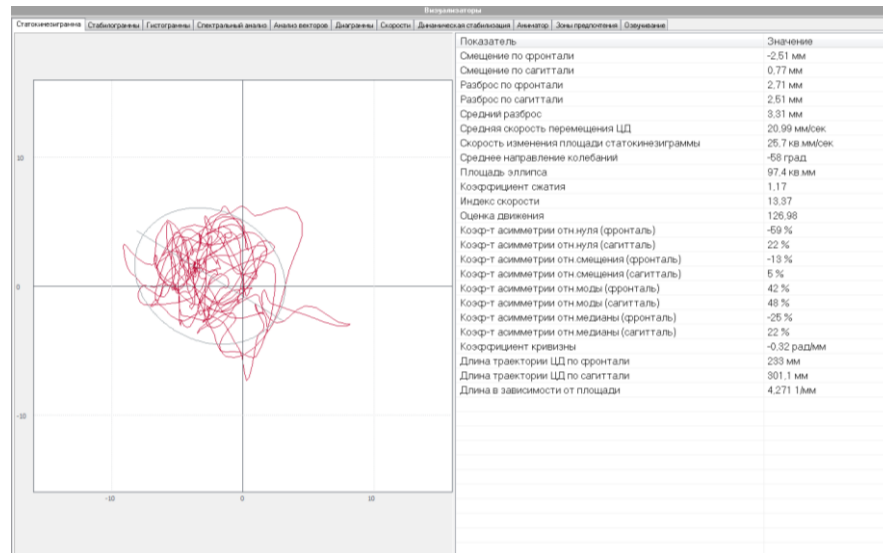 Визуализаторы
Статокинезиграмма Стабилограммы Гистограммы Спектральный анализ Анализ векторов Диаграммы Скорости Динамическая стабилизация Аниматор Зоны предпочтения Озвучивание
Показатель Значение
Смещение по фронтали -2,51 мм
Смещение по сагиттали 0,77 мм
Разброс по фронтали 2,71 мм
Разброс по сагиттали 2,51 мм
Средний разброс 3,31 мм
Средняя скорость перемещения ЦД 20,99 мм/сек
Скорость изменения площади статокинезиграммы 25,7 кв.мм/сек
Среднее направление колебаний -58 град
Площадь эллипса 97,4 кв.мм
Коэффициент сжатия 1,17
Индекс скорости 13,37
Оценка движения 126,98
Коэф-т асимметрии отн.нуля (фронталь) -59 %
Коэф-т асимметрии отн.нуля (сагитталь) 22 %
Коэф-т асимметрии отн.смещения (фронталь) -13 %
Коэф-т асимметрии отн.смещения (сагитталь) 5 %
Коэф-т асимметрии отн.моды (фронталь) 42 %
Коэф-т асимметрии отн.моды (сагитталь) 48 %
Коэф-т асимметрии отн.медианы (фронталь) -25 %
Коэф-т асимметрии отн.медианы (сагитталь) 22 %
Коэффициент кривизны -0,32 рад/мм
Длина траектории ЦД по фронтали 233 мм
Длина траектории ЦД по сагиттали 301,1 мм
Длина в зависимости от площади 4,271 1/мм
10
0
-10
-10 0 10